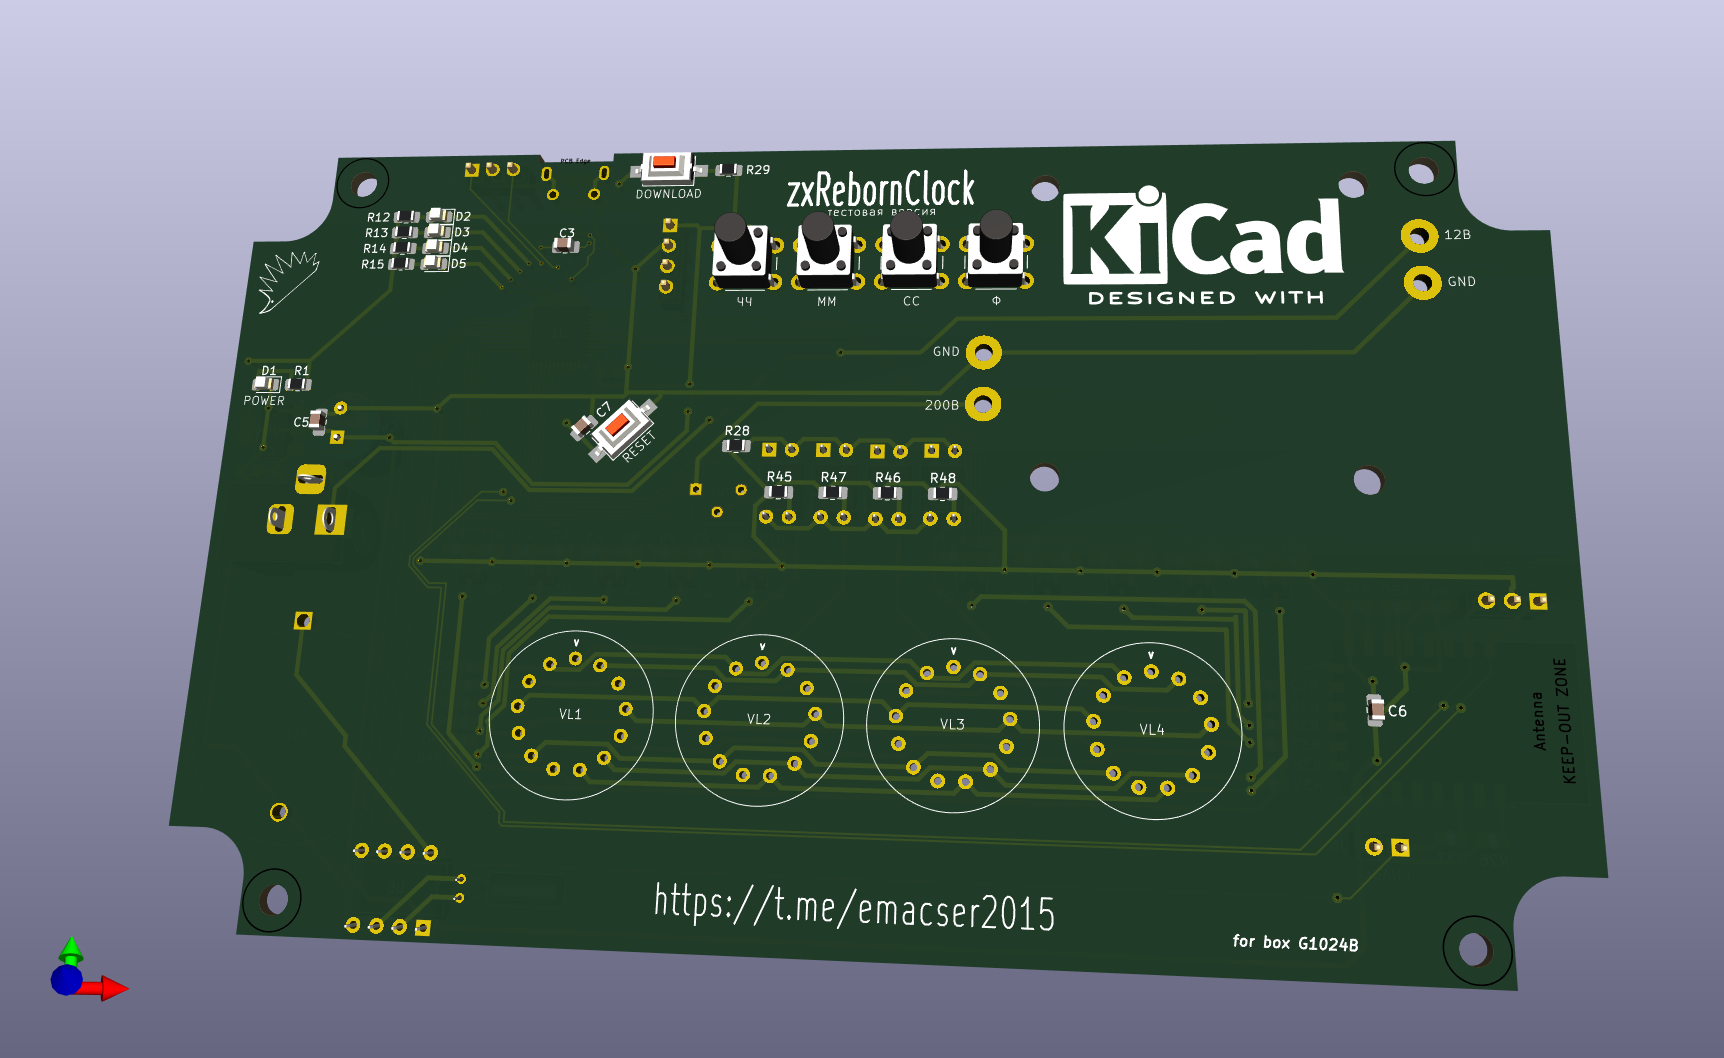 PCB Edge
R29
DOWNLOAD
zxRebornClock
тестовая версия
KiCad
DESIGNED WITH
R12
D2
R13
D3
R14
D4
R15
D5
C3
ЧЧ
ММ
СС
Ф
12В
GND
GND
200В
D1
R1
POWER
C5
C7
RESET
R28
R45
R47
R46
R48
VL1
VL2
VL3
VL4
C6
Antenna
KEEP-OUT ZONE
https://t.me/emacser2015
for box G1024B